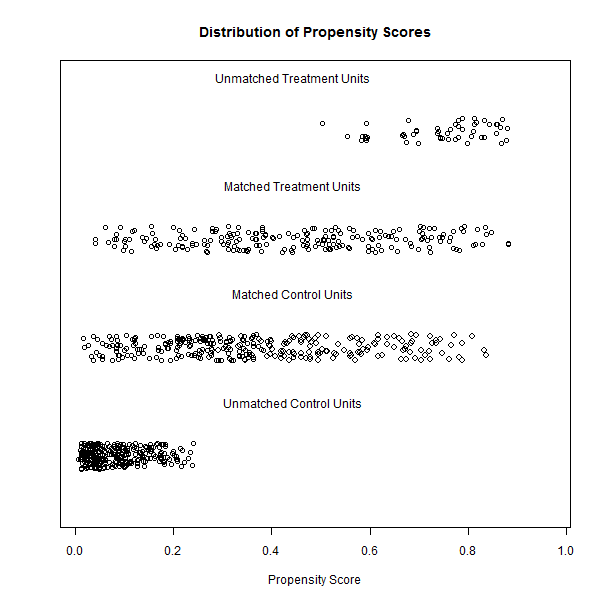 Distribution of Propensity Scores
Unmatched Treatment Units
Matched Treatment Units
Matched Control Units
Unmatched Control Units
0.0 0.2 0.4 0.6 0.8 1.0
Propensity Score